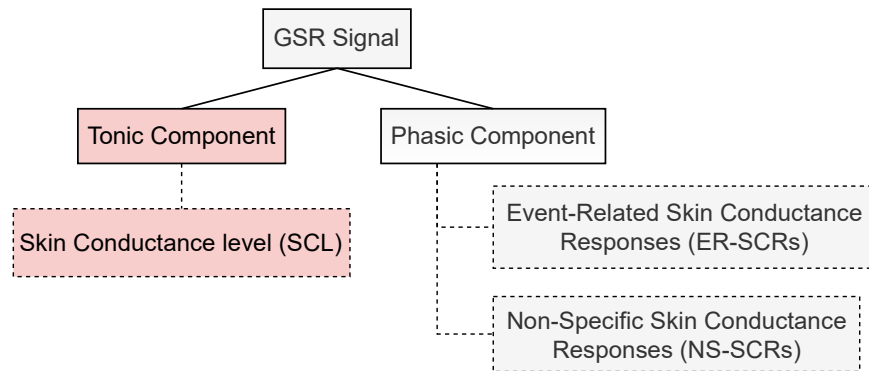 GSR Signal
Tonic Component
Phasic Component
Skin Conductance level (SCL)
Event-Related Skin Conductance
Responses (ER-SCRs)
Non-Specific Skin Conductance
Responses (NS-SCRs)